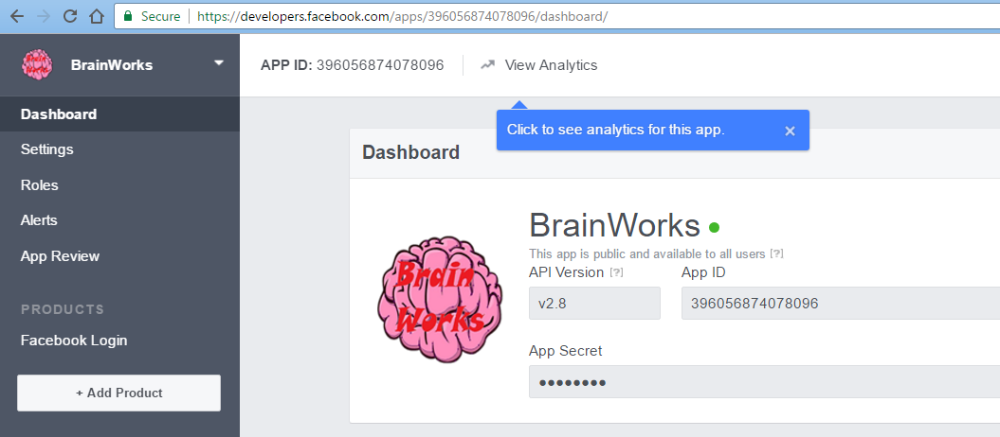 Secure https://developers.facebook.com/apps/396056874078096/dashboard/
Brain Works BrainWorks
APP ID: 396056874078096 View Analytics
Dashboard
Settings
Roles
Alerts
App Review
PRODUCTS
Facebook Login
+ Add Product
Click to see analytics for this app. ×
Dashboard
Brain
Works
BrainWorks
This app is public and available to all users [?]
API Version [?] App ID
v2.8 396056874078096
App Secret
●●●●●●●●